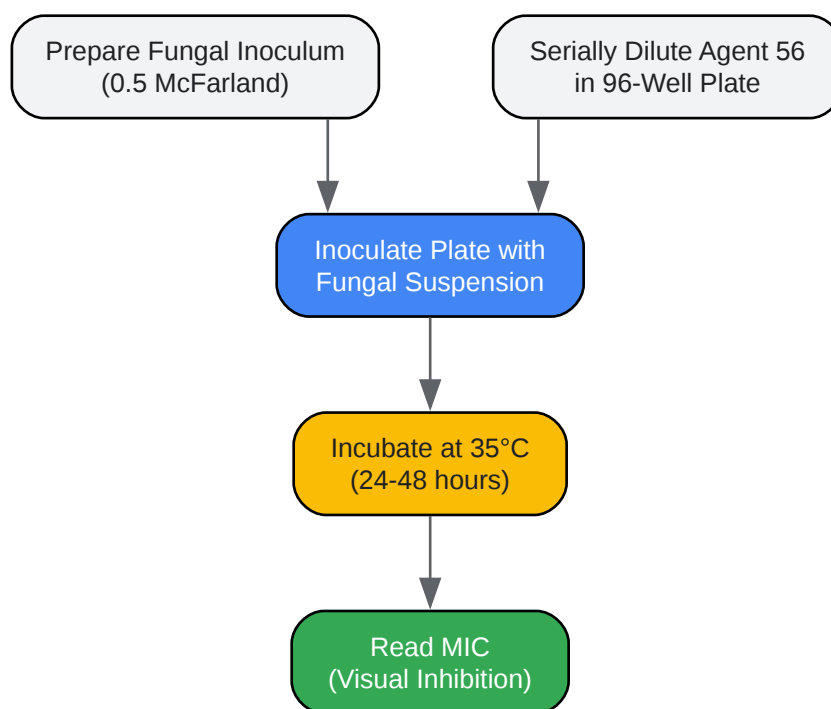 Prepare Fungal Inoculum
(0.5 McFarland)
Serially Dilute Agent 56
in 96-Well Plate
Inoculate Plate with
Fungal Suspension
Incubate at 35°C
(24-48 hours)
Read MIC
(Visual Inhibition)